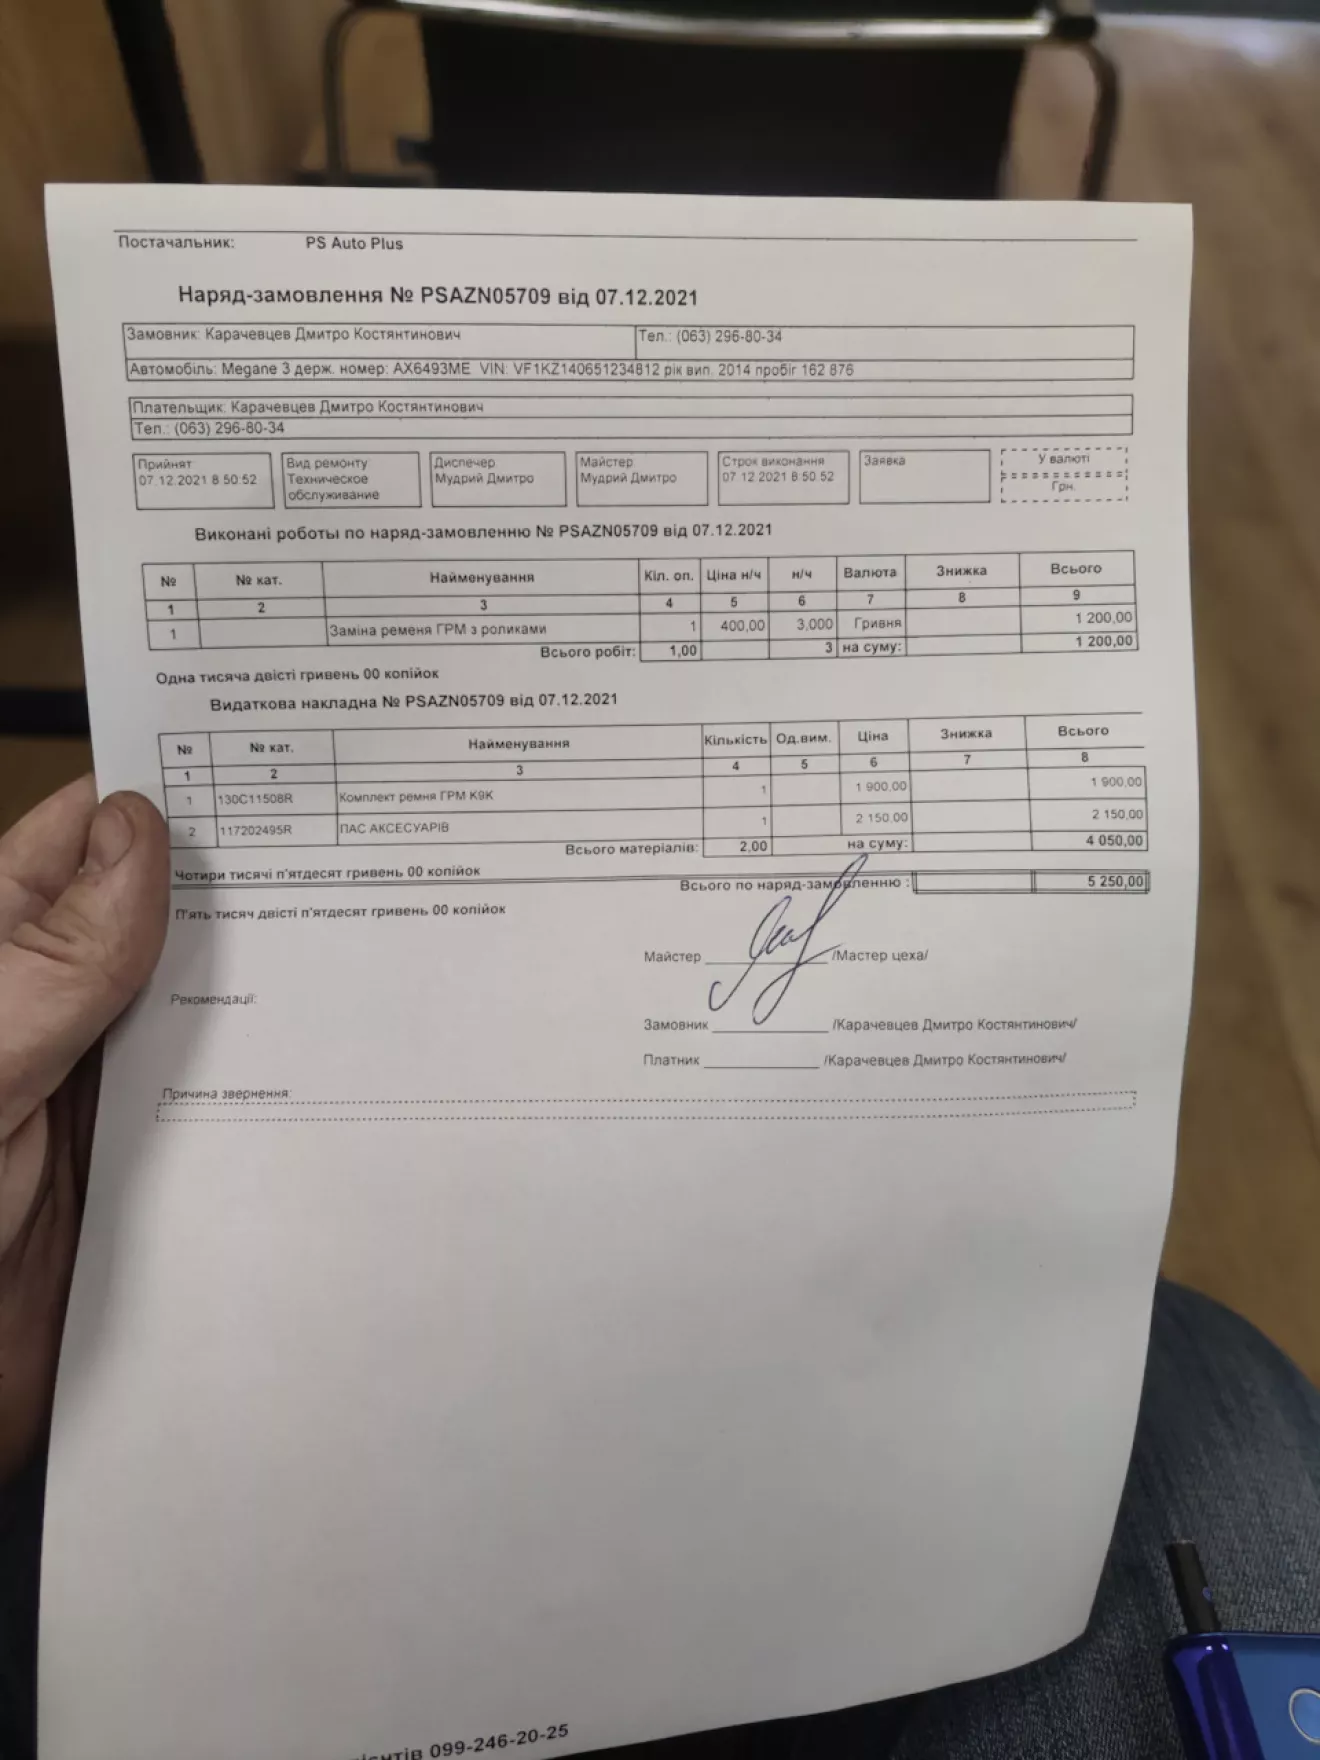 Постачальник: PS Auto Plus
Наряд-замовлення № PSAZN05709 від 07.12.2021
Замовник: Карачевцев Дмитро Костянтинович Тел.: (063) 296-80-34
Автомобіль: Megane 3 держ. номер: AX6493ME VIN: VF1KZ140651234812 рік вип. 2014 пробіг 162 876
Плательщик: Карачевцев Дмитро Костянтинович
Тел.: (063) 296-80-34
Прийнят Вид ремонту Диспечер Майстер Строк виконання Заявка У валюті
07.12.2021 8:50:52 Техническое Мудрий Дмитро Мудрий Дмитро 07.12.2021 8:50:52 Грн.
обслуживание
Виконані роботы по наряд-замовленню № PSAZN05709 від 07.12.2021
№ № кат. Найменування Кіл. оп. Ціна н/ч н/ч Валюта Знижка Всього
1 2 3 4 5 6 7 8 9
1 Заміна ременя ГРМ з роликами 1 400,00 3,000 Гривня 1 200,00
Всього робіт: 1,00 3 на суму: 1 200,00
Одна тисяча двісті гривень 00 копійок
Видаткова накладна № PSAZN05709 від 07.12.2021
№ № кат. Найменування Кількість Од.вим. Ціна Знижка Всього
1 2 3 4 5 6 7 8
1 130C11508R Комплект ремня ГРМ K9K 1 1 900,00 1 900,00
2 117202495R ПАС АКСЕСУАРІВ 1 2 150,00 2 150,00
Всього матеріалів: 2,00 на суму: 4 050,00
Чотири тисячі п'ятдесят гривень 00 копійок
Всього по наряд-замовленню : 5 250,00
П'ять тисяч двісті п'ятдесят гривень 00 копійок
Майстер /Мастер цеха/
Рекомендації:
Замовник /Карачевцев Дмитро Костянтинович/
Платник /Карачевцев Дмитро Костянтинович/
Причина звернення:
099-246-20-25